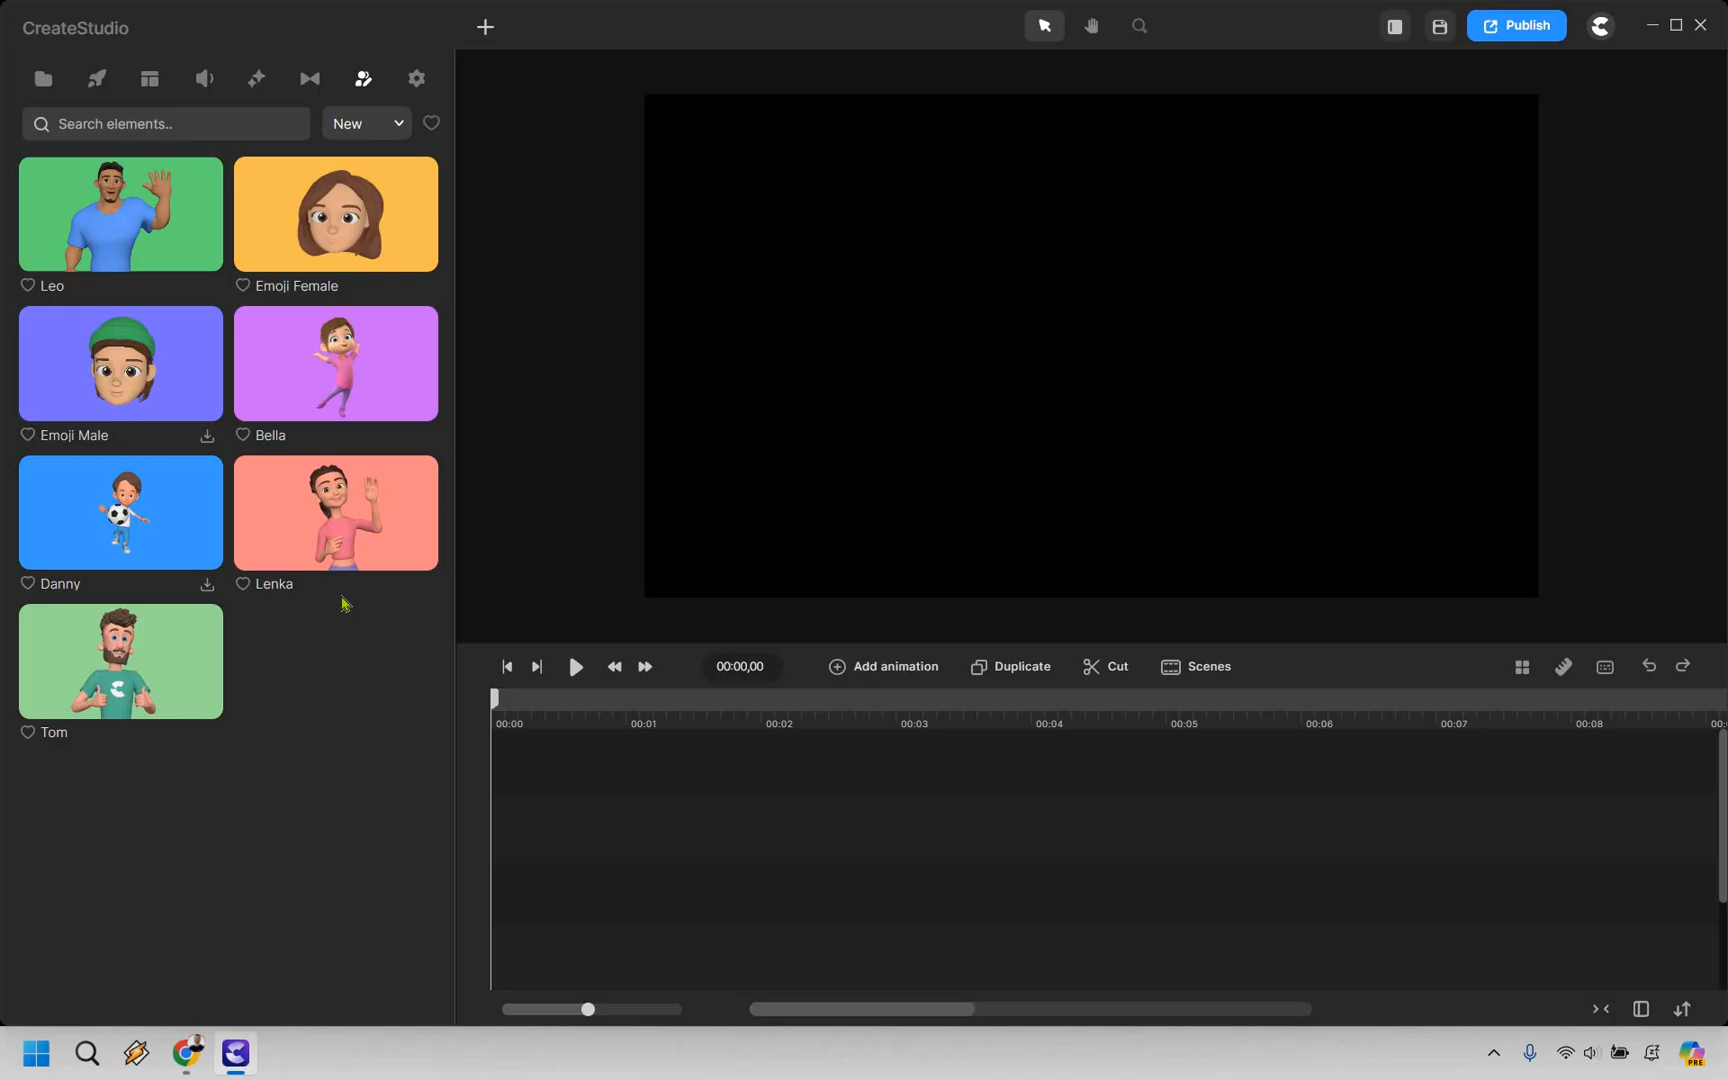 CreateStudio
Publish
Search elements..
New
Leo
Emoji Female
Emoji Male
Bella
Danny
Lenka
Tom
00:00,00
Add animation
Duplicate
Cut
Scenes
00:00
00:01
00:02
00:03
00:04
00:05
00:06
00:07
00:08
PRE